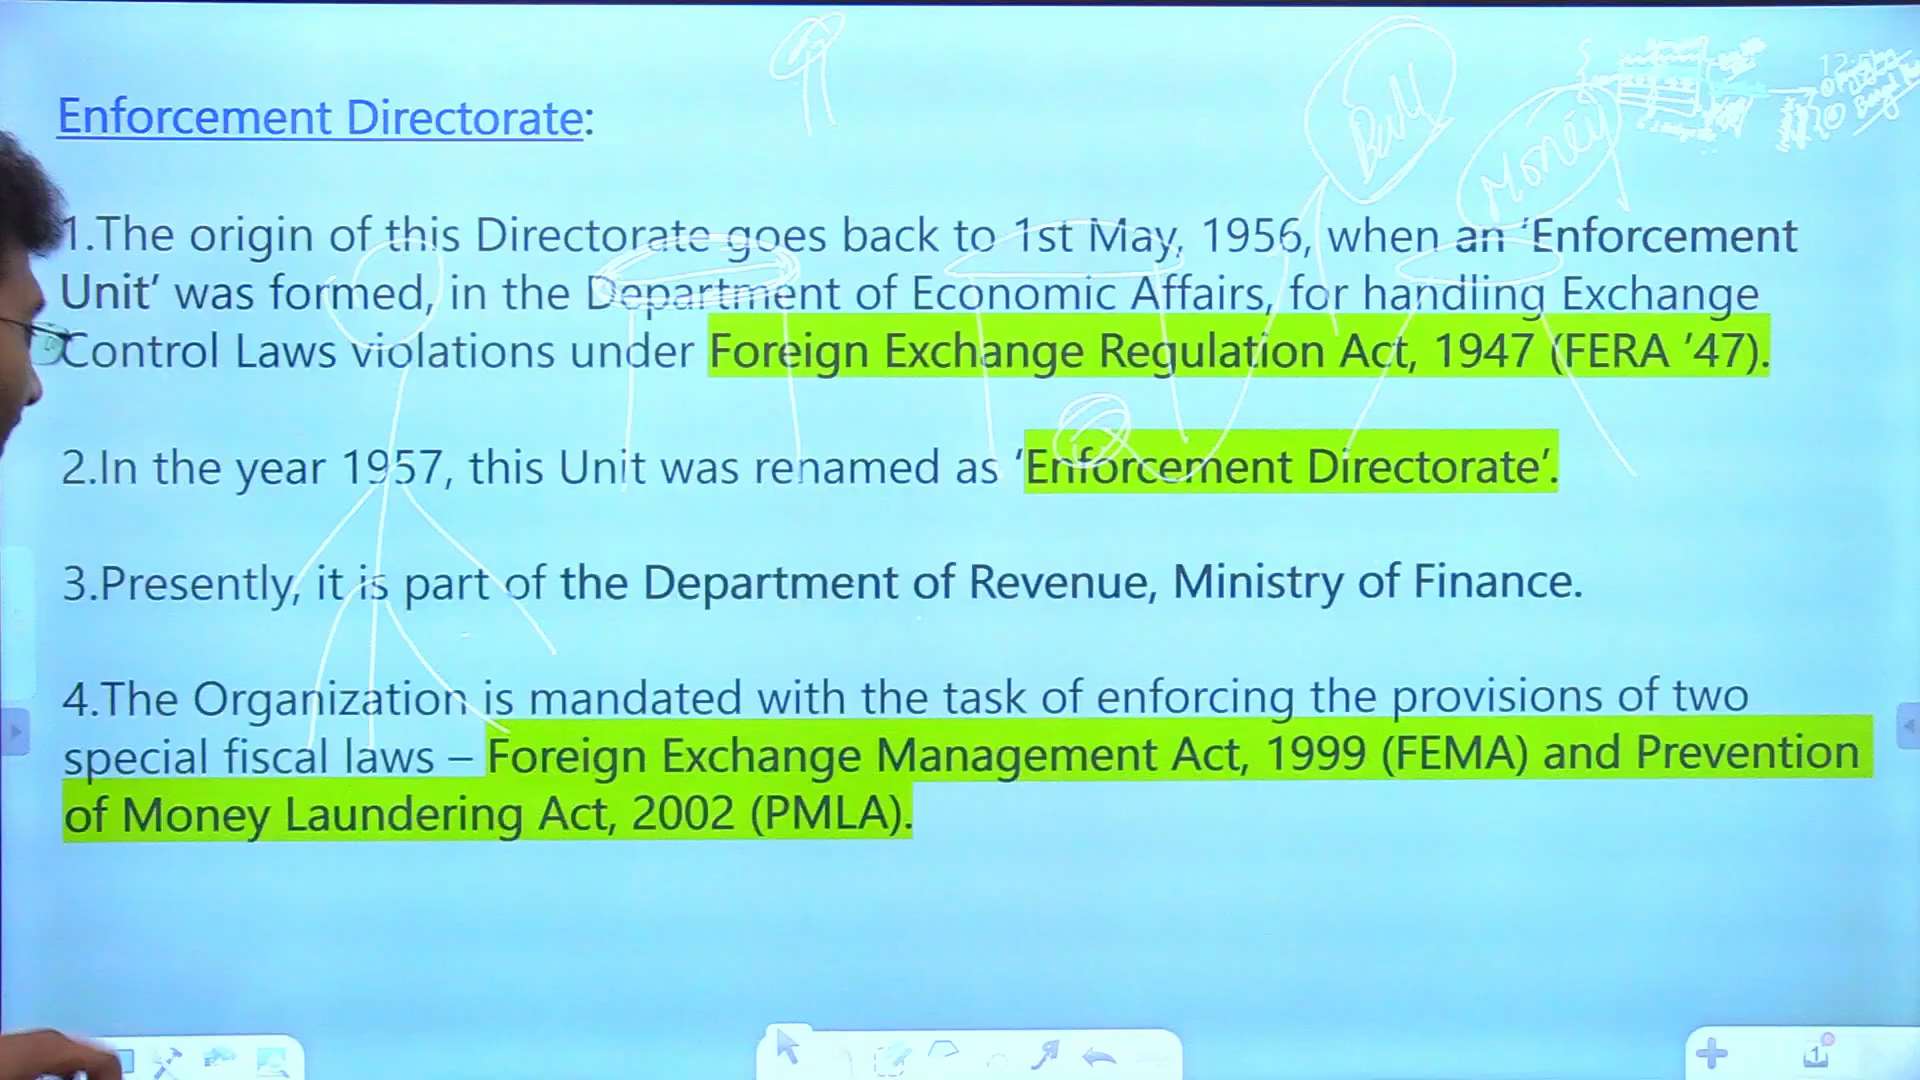 Bull
Money
Enforcement Directorate:
1.The origin of this Directorate goes back to 1st May, 1956, when an ‘Enforcement
Unit’ was formed, in the Department of Economic Affairs, for handling Exchange
Control Laws violations under Foreign Exchange Regulation Act, 1947 (FERA ’47).
2.In the year 1957, this Unit was renamed as ‘Enforcement Directorate’.
3.Presently, it is part of the Department of Revenue, Ministry of Finance.
4.The Organization is mandated with the task of enforcing the provisions of two
special fiscal laws – Foreign Exchange Management Act, 1999 (FEMA) and Prevention
of Money Laundering Act, 2002 (PMLA).
1